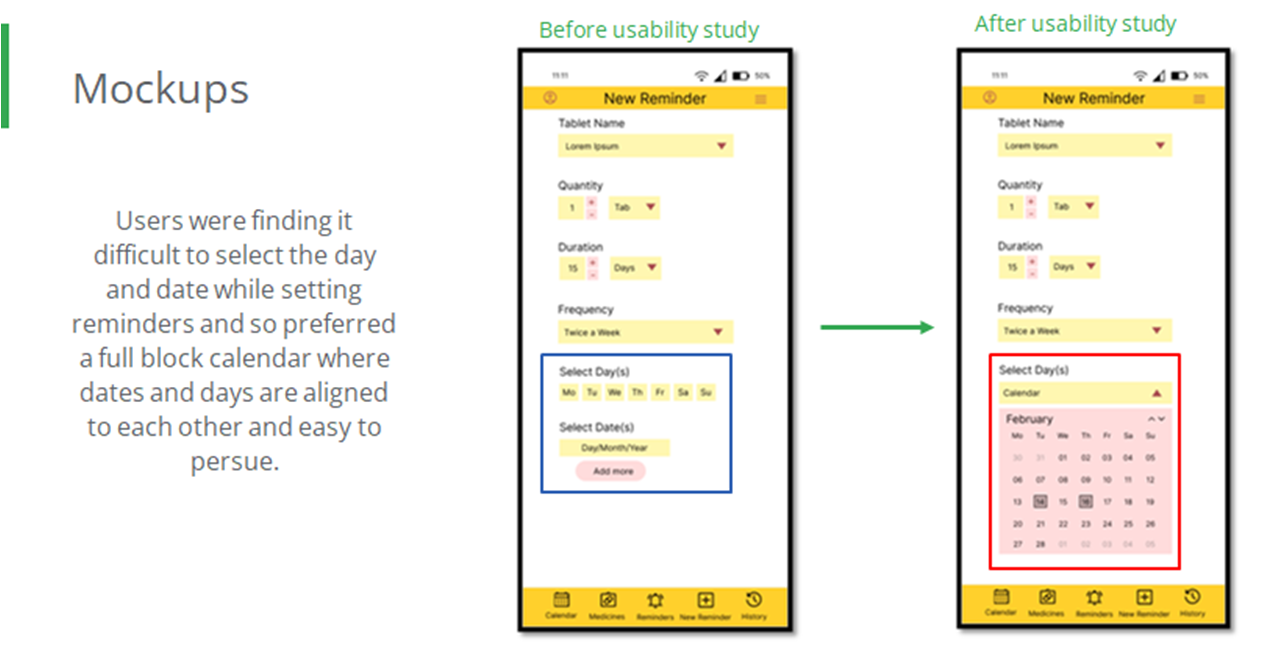 Mockups
Users were finding it
difficult to select the day
and date while setting
reminders and so preferred
a full block calendar where
dates and days are aligned
to each other and easy to
persue.
Before usability study
11:11 50%
New Reminder
Tablet Name
Lorem Ipsum
Quantity
1 + - Tab
Duration
15 + - Days
Frequency
Twice a Week
Select Day(s)
Mo Tu We Th Fr Sa Su
Select Date(s)
Day/Month/Year
Add more
Calendar Medicines Reminders New Reminder History
After usability study
11:11 50%
New Reminder
Tablet Name
Lorem Ipsum
Quantity
1 + - Tab
Duration
15 + - Days
Frequency
Twice a Week
Select Day(s)
Calendar
February
Mo Tu We Th Fr Sa Su
30 31 01 02 03 04 05
06 07 08 09 10 11 12
13 14 15 16 17 18 19
20 21 22 23 24 25 26
27 28 01 02 03 04 05
Calendar Medicines Reminders New Reminder History